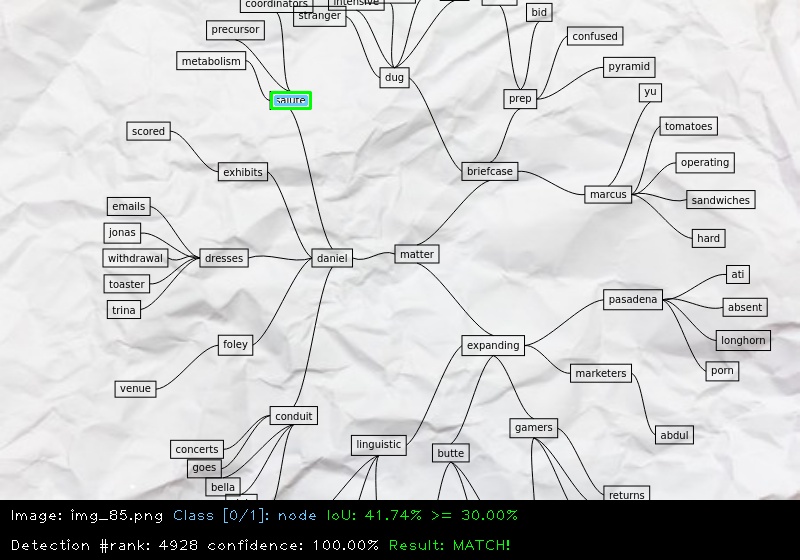 coordinators
intensive
stranger
bid
precursor
confused
metabolism
pyramid
dug
yu
salute
prep
tomatoes
scored
operating
exhibits
briefcase
marcus
sandwiches
emails
jonas
hard
withdrawal
dresses
daniel
matter
ati
toaster
pasadena
absent
trina
longhorn
foley
expanding
porn
marketers
venue
conduit
gamers
abdul
concerts
linguistic
butte
goes
bella
returns
Image: img_85.png Class [0/1]: node IoU: 41.74% >= 30.00%
Detection #rank: 4928 confidence: 100.00% Result: MATCH!